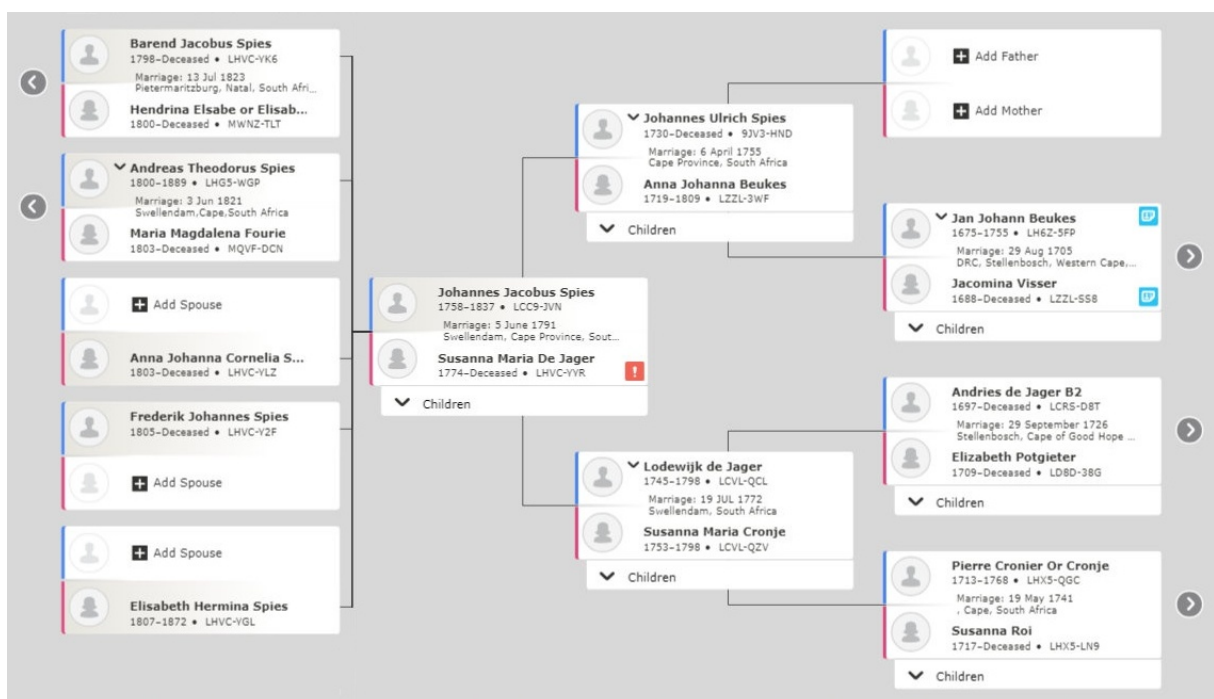 Barend Jacobus Spies
1798–Deceased • LHVC-YK6
Marriage: 13 Jul 1823
Pietermaritzburg, Natal, South Afri...
Hendrina Elsabe or Elisab...
1800–Deceased • MWNZ-TLT
Andreas Theodorus Spies
1800–1889 • LHG5-WGP
Marriage: 3 Jun 1821
Swellendam,Cape,South Africa
Maria Magdalena Fourie
1803–Deceased • MQVF-DCN
Add Spouse
Anna Johanna Cornelia S...
1803–Deceased • LHVC-YLZ
Frederik Johannes Spies
1805–Deceased • LHVC-Y2F
Add Spouse
Add Spouse
Elisabeth Hermina Spies
1807–1872 • LHVC-YGL
Johannes Jacobus Spies
1758–1837 • LCC9-JVN
Marriage: 5 June 1791
Swellendam, Cape Province, Sout...
Susanna Maria De Jager
1774–Deceased • LHVC-YYR
Children
Johannes Ulrich Spies
1730–Deceased • 9JV3-HND
Marriage: 6 April 1755
Cape Province, South Africa
Anna Johanna Beukes
1719–1809 • LZZL-3WF
Children
Lodewijk de Jager
1745–1798 • LCVL-QCL
Marriage: 19 JUL 1772
Swellendam, South Africa
Susanna Maria Cronje
1753–1798 • LCVL-QZV
Children
Add Father
Add Mother
Jan Johann Beukes
1675–1755 • LH6Z-5FP
Marriage: 29 Aug 1705
DRC, Stellenbosch, Western Cape,...
Jacomina Visser
1688–Deceased • LZZL-SS8
Children
Andries de Jager B2
1697–Deceased • LCRS-D8T
Marriage: 29 September 1726
Stellenbosch, Cape of Good Hope ...
Elizabeth Potgieter
1709–Deceased • LD8D-38G
Children
Pierre Cronier Or Cronje
1713–1768 • LHX5-QGC
Marriage: 19 May 1741
, Cape, South Africa
Susanna Roi
1717–Deceased • LHX5-LN9
Children